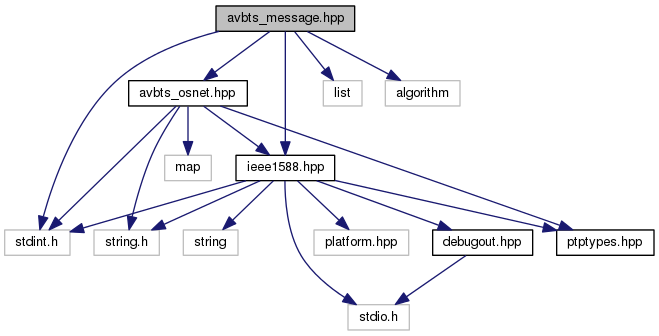 avbts_message.hpp
avbts_osnet.hpp
list
algorithm
map
ieee1588.hpp
stdint.h
string.h
string
platform.hpp
debugout.hpp
ptptypes.hpp
stdio.h